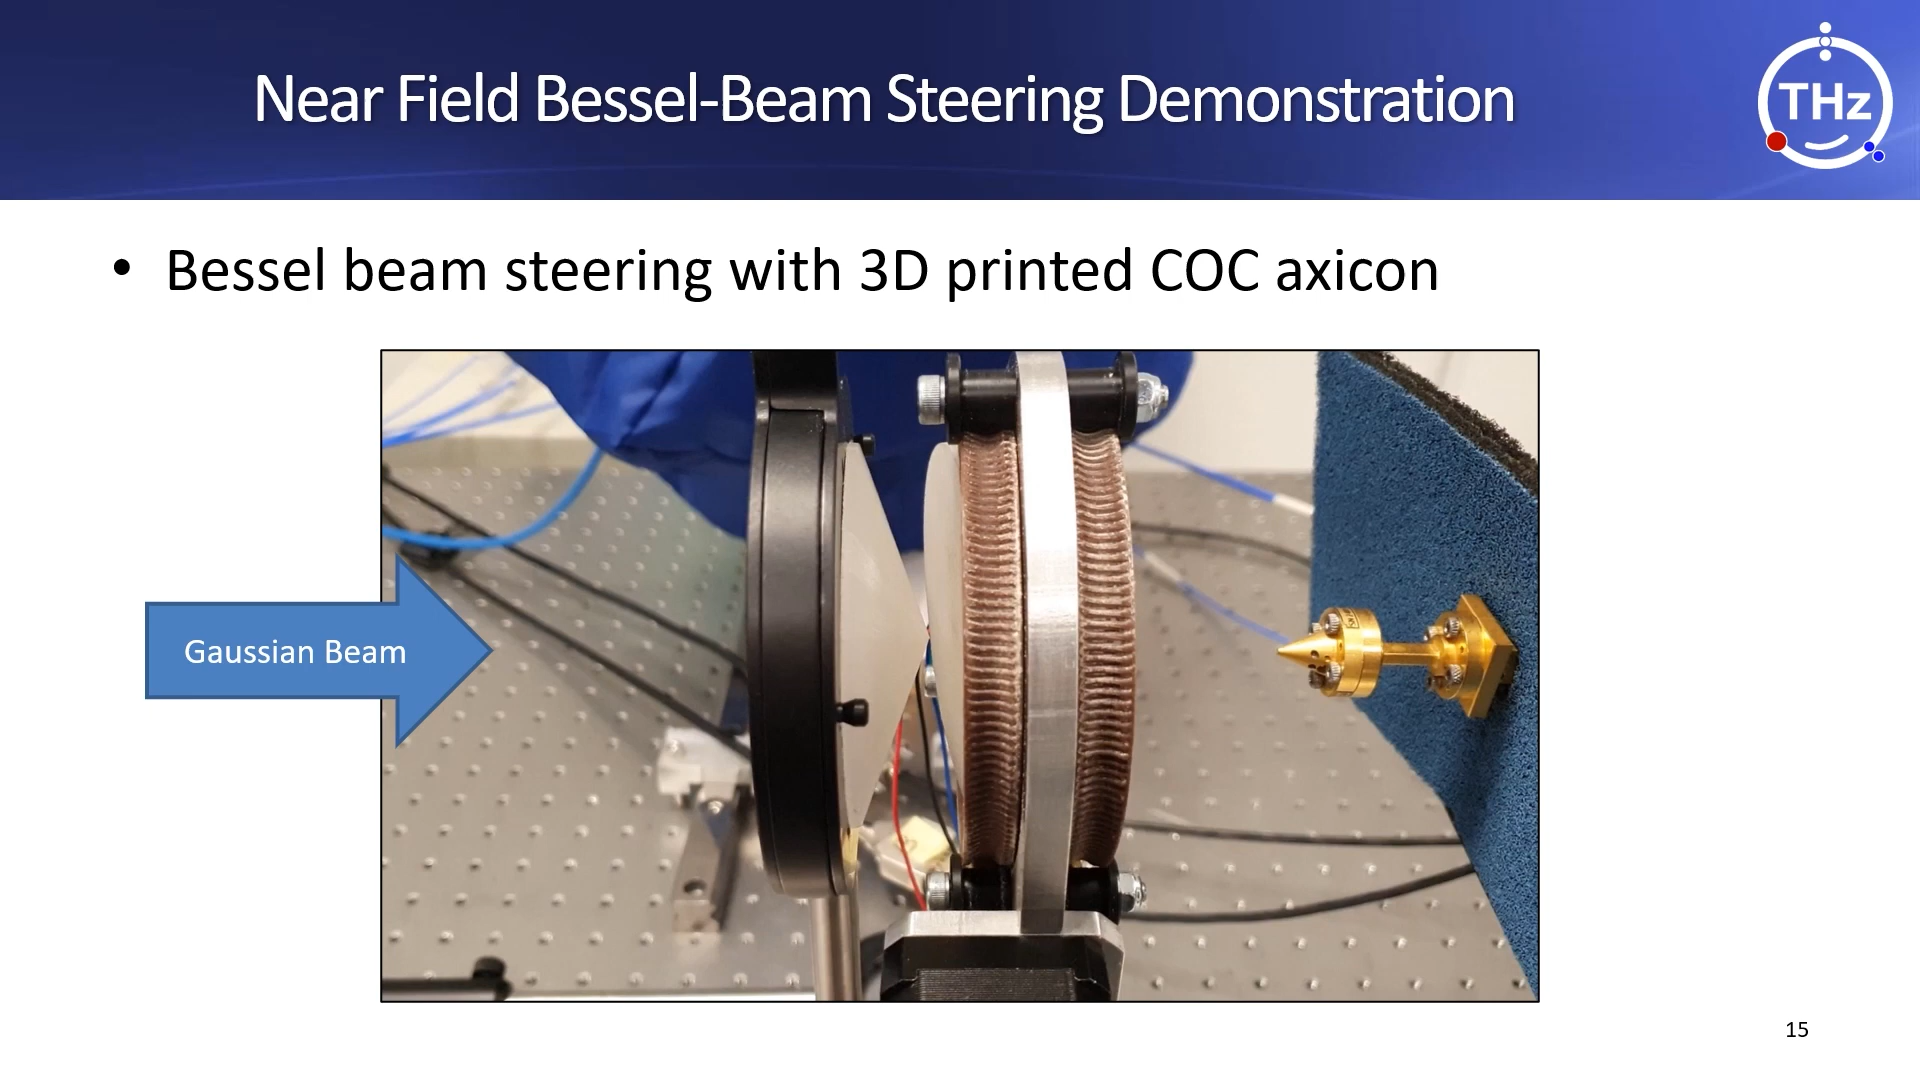 Near Field Bessel-Beam Steering Demonstration
THz
• Bessel beam steering with 3D printed COC axicon
Gaussian Beam
15